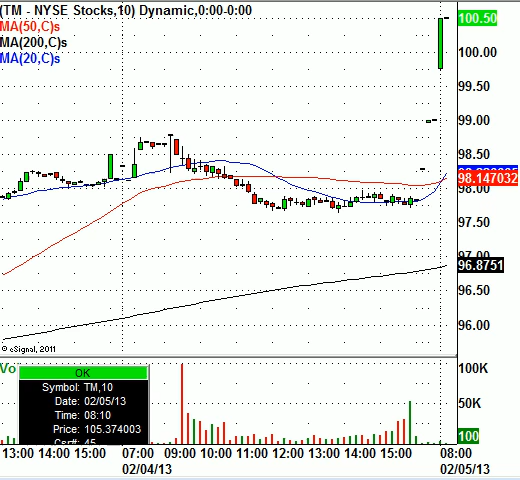 (TM - NYSE Stocks,10) Dynamic,0:00-0:00
MA(50,C)s
MA(200,C)s
MA(20,C)s
100.50
100.00
99.50
99.00
98.50
98.147032
98.00
97.50
97.00
96.8751
96.50
96.00
© eSignal, 2011
Vo
OK
Symbol: TM,10
Date: 02/05/13
Time: 08:10
Price: 105.374003
Csr#: 45
100K
50K
100
13:00 14:00 15:00 07:00 09:00 10:00 11:00 12:00 13:00 14:00 15:00 08:00
02/04/13 02/05/13